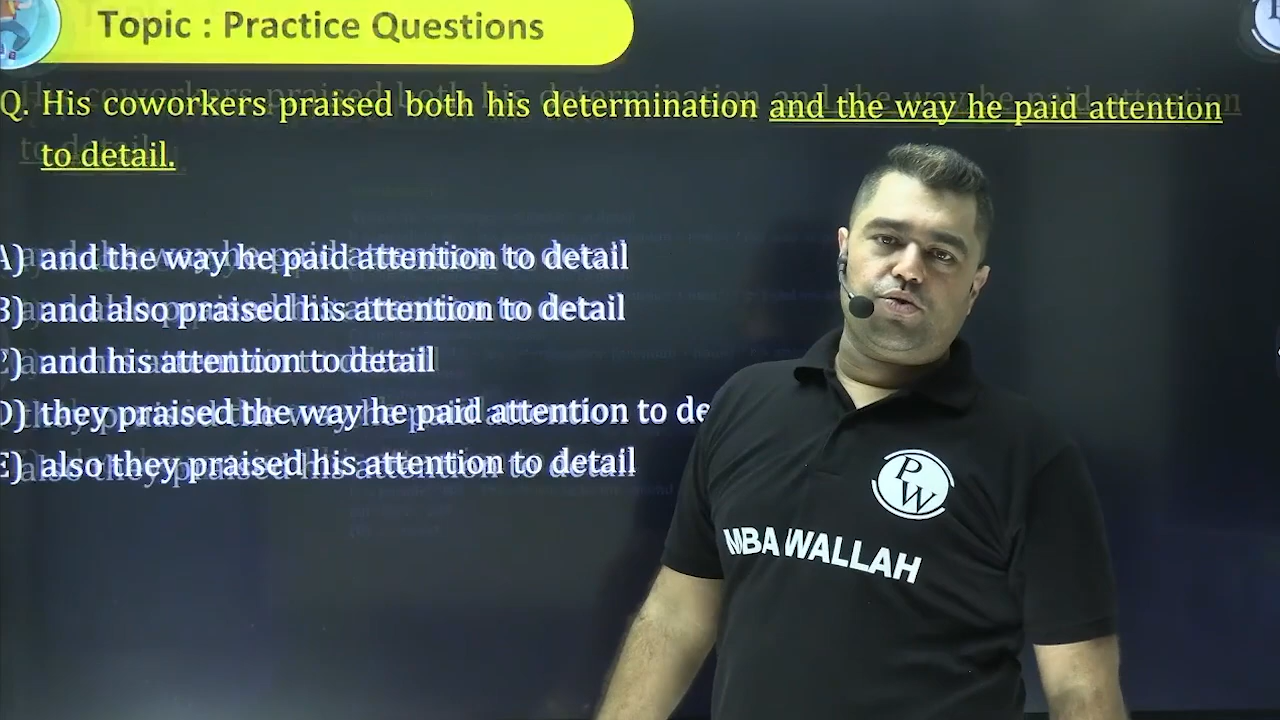 Topic : Practice Questions
Q. His coworkers praised both his determination and the way he paid attention
to detail.
A) and the way he paid attention to detail
B) and also praised his attention to detail
C) and his attention to detail
D) they praised the way he paid attention to de
E) also they praised his attention to detail
PW
MBA WALLAH